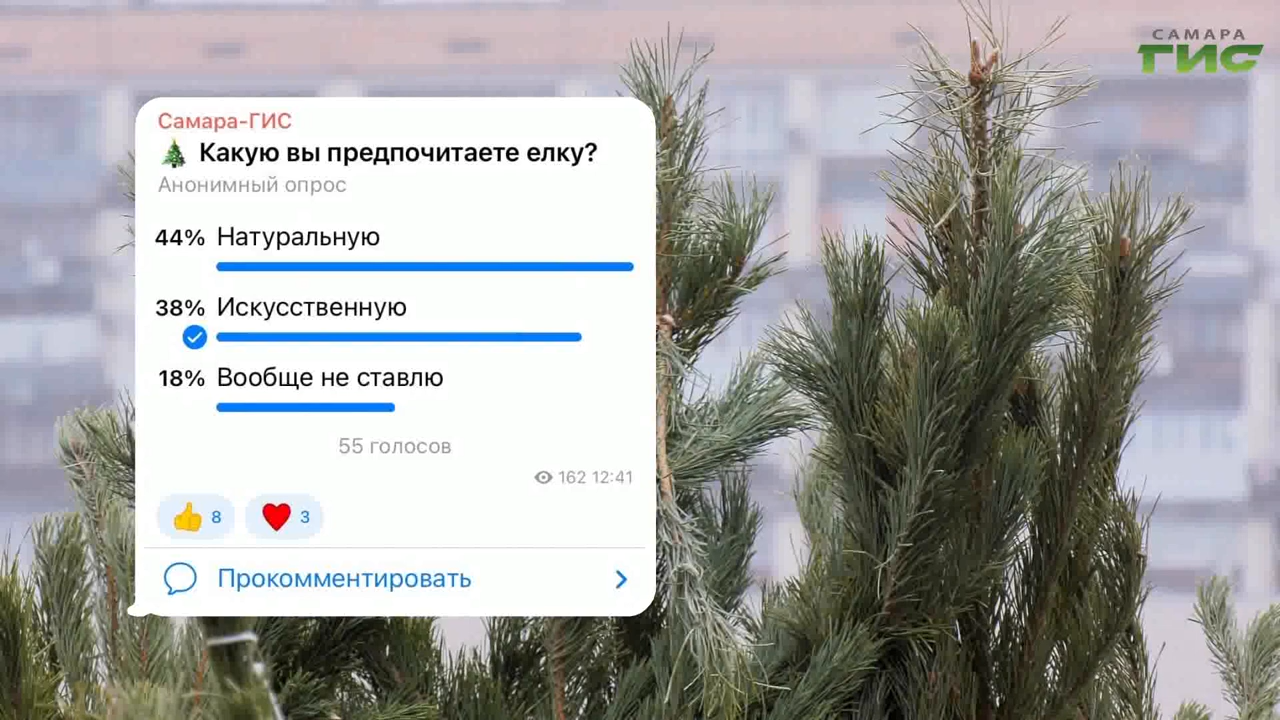 САМАРА
ГИС
Самара-ГИС
🎄 Какую вы предпочитаете елку?
Анонимный опрос
44% Натуральную
38% Искусственную
18% Вообще не ставлю
55 голосов
162 12:41
👍 8 ❤️ 3
Прокомментировать